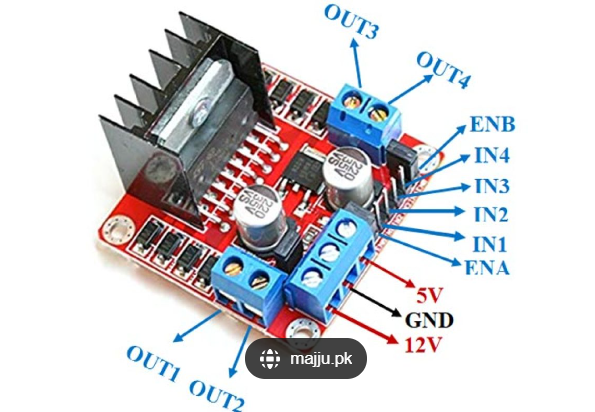 OUT3
OUT4
ENB
IN4
IN3
IN2
IN1
ENA
5V
GND
12V
OUT1
OUT2
majju.pk